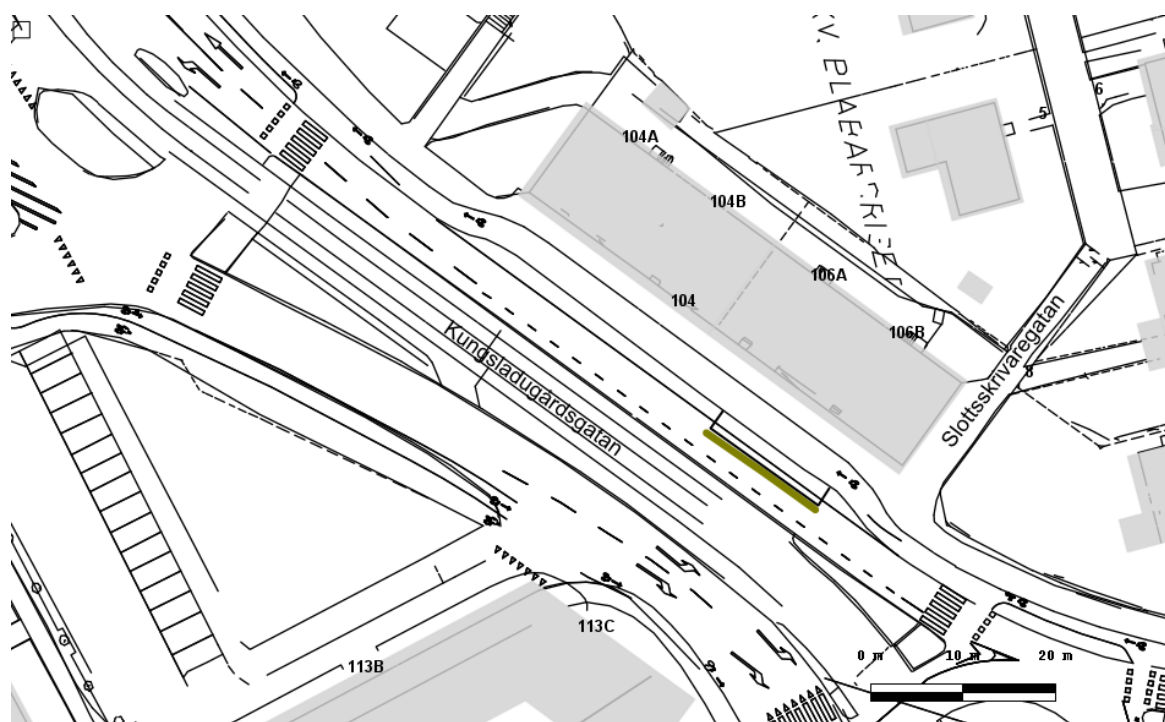 104A
104B
106A
106B
104
5
6
8
Kungsladugårdsgatan
Slottsskrivaregatan
113C
113B
0 m 10 m 20 m